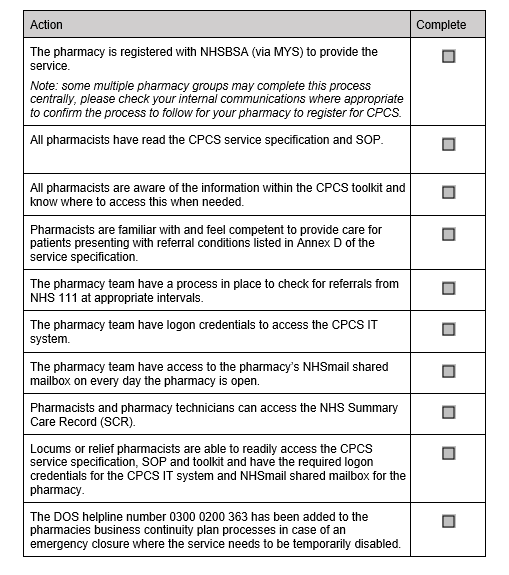 Action Complete
The pharmacy is registered with NHSBSA (via MYS) to provide the
service.
Note: some multiple pharmacy groups may complete this process
centrally, please check your internal communications where appropriate
to confirm the process to follow for your pharmacy to register for CPCS.
All pharmacists have read the CPCS service specification and SOP.
All pharmacists are aware of the information within the CPCS toolkit and
know where to access this when needed.
Pharmacists are familiar with and feel competent to provide care for
patients presenting with referral conditions listed in Annex D of the
service specification.
The pharmacy team have a process in place to check for referrals from
NHS 111 at appropriate intervals.
The pharmacy team have logon credentials to access the CPCS IT
system.
The pharmacy team have access to the pharmacy's NHSmail shared
mailbox on every day the pharmacy is open.
Pharmacists and pharmacy technicians can access the NHS Summary
Care Record (SCR).
Locums or relief pharmacists are able to readily access the CPCS
service specification, SOP and toolkit and have the required logon
credentials for the CPCS IT system and NHSmail shared mailbox for the
pharmacy.
The DOS helpline number 0300 0200 363 has been added to the
pharmacies business continuity plan processes in case of an
emergency closure where the service needs to be temporarily disabled.